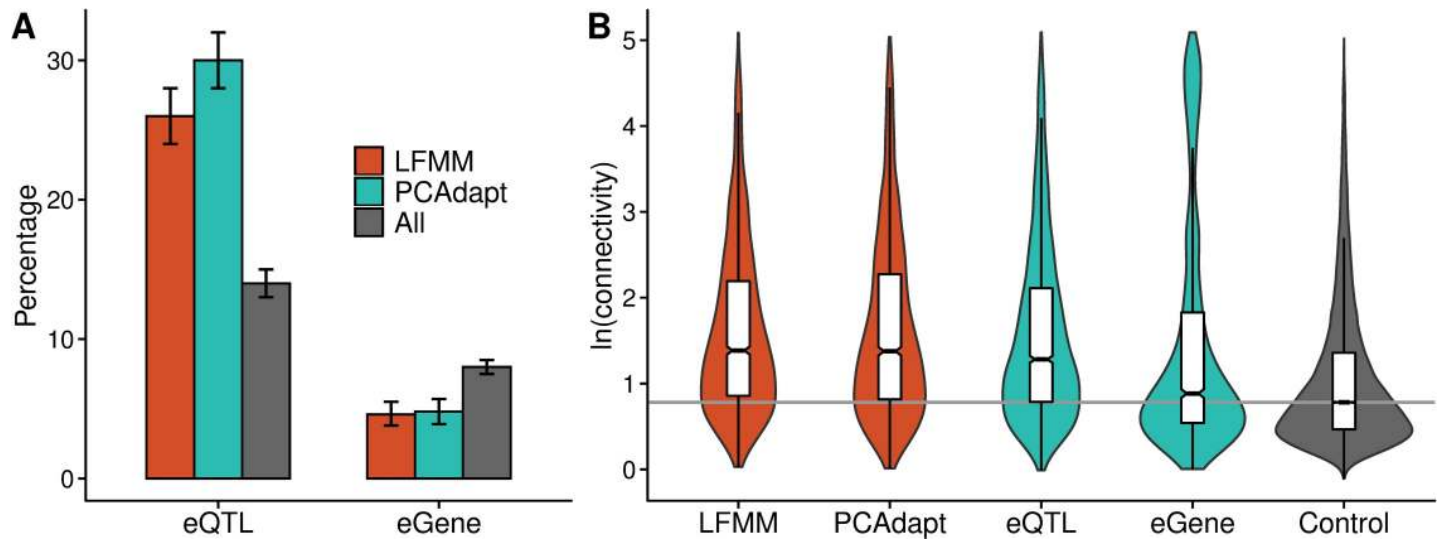 A
Percentage
30
20
10
0
LFMM
PCAdapt
All
eQTL
eGene
B
ln(connectivity)
5
4
3
2
1
0
LFMM
PCAdapt
eQTL
eGene
Control